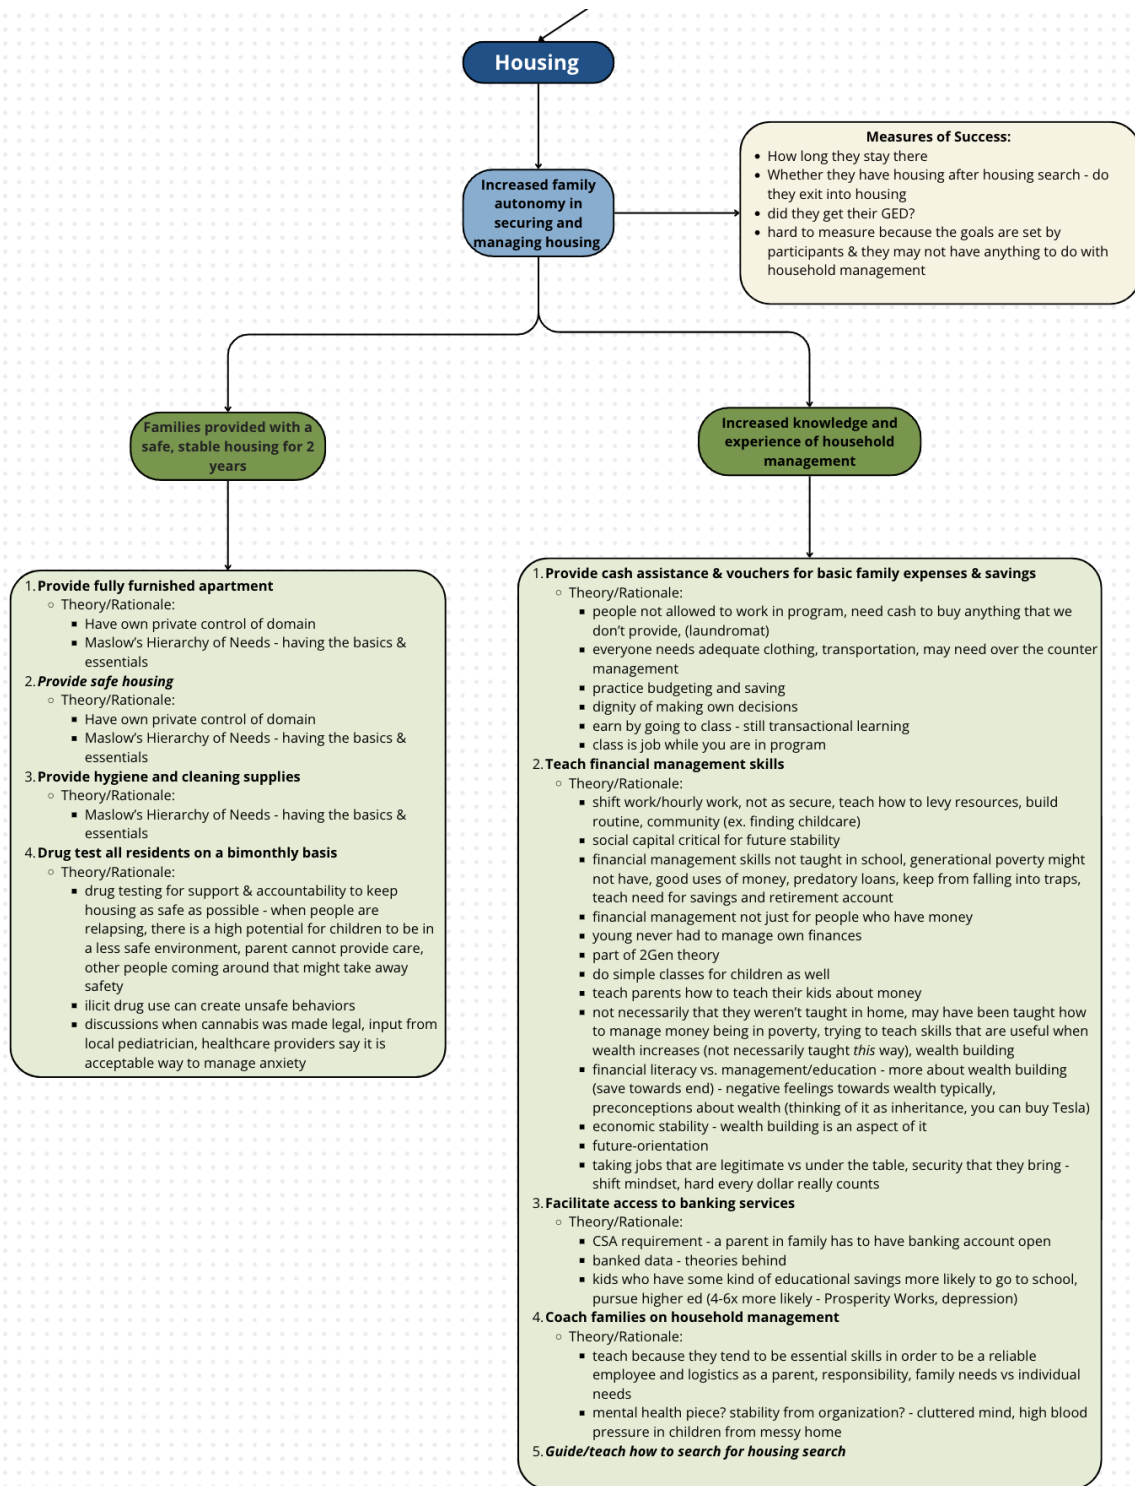 Housing
Increased family
autonomy in
securing and
managing housing
Measures of Success:
• How long they stay there
• Whether they have housing after housing search - do
they exit into housing
• did they get their GED?
• hard to measure because the goals are set by
participants & they may not have anything to do with
household management
Families provided with a
safe, stable housing for 2
years
Increased knowledge and
experience of household
management
1. Provide fully furnished apartment
○ Theory/Rationale:
▪ Have own private control of domain
▪ Maslow's Hierarchy of Needs - having the basics &
essentials
2. Provide safe housing
○ Theory/Rationale:
▪ Have own private control of domain
▪ Maslow's Hierarchy of Needs - having the basics &
essentials
3. Provide hygiene and cleaning supplies
○ Theory/Rationale:
▪ Maslow's Hierarchy of Needs - having the basics &
essentials
4. Drug test all residents on a bimonthly basis
○ Theory/Rationale:
▪ drug testing for support & accountability to keep
housing as safe as possible - when people are
relapsing, there is a high potential for children to be in
a less safe environment, parent cannot provide care,
other people coming around that might take away
safety
▪ ilicit drug use can create unsafe behaviors
▪ discussions when cannabis was made legal, input from
local pediatrician, healthcare providers say it is
acceptable way to manage anxiety
1. Provide cash assistance & vouchers for basic family expenses & savings
○ Theory/Rationale:
▪ people not allowed to work in program, need cash to buy anything that we
don't provide, (laundromat)
▪ everyone needs adequate clothing, transportation, may need over the counter
management
▪ practice budgeting and saving
▪ dignity of making own decisions
▪ earn by going to class - still transactional learning
▪ class is job while you are in program
2. Teach financial management skills
○ Theory/Rationale:
▪ shift work/hourly work, not as secure, teach how to levy resources, build
routine, community (ex. finding childcare)
▪ social capital critical for future stability
▪ financial management skills not taught in school, generational poverty might
not have, good uses of money, predatory loans, keep from falling into traps,
teach need for savings and retirement account
▪ financial management not just for people who have money
▪ young never had to manage own finances
▪ part of 2Gen theory
▪ do simple classes for children as well
▪ teach parents how to teach their kids about money
▪ not necessarily that they weren't taught in home, may have been taught how
to manage money being in poverty, trying to teach skills that are useful when
wealth increases (not necessarily taught this way), wealth building
▪ financial literacy vs. management/education - more about wealth building
(save towards end) - negative feelings towards wealth typically,
preconceptions about wealth (thinking of it as inheritance, you can buy Tesla)
▪ economic stability - wealth building is an aspect of it
▪ future-orientation
▪ taking jobs that are legitimate vs under the table, security that they bring -
shift mindset, hard every dollar really counts
3. Facilitate access to banking services
○ Theory/Rationale:
▪ CSA requirement - a parent in family has to have banking account open
▪ banked data - theories behind
▪ kids who have some kind of educational savings more likely to go to school,
pursue higher ed (4-6x more likely - Prosperity Works, depression)
4. Coach families on household management
○ Theory/Rationale:
▪ teach because they tend to be essential skills in order to be a reliable
employee and logistics as a parent, responsibility, family needs vs individual
needs
▪ mental health piece? stability from organization? - cluttered mind, high blood
pressure in children from messy home
5. Guide/teach how to search for housing search